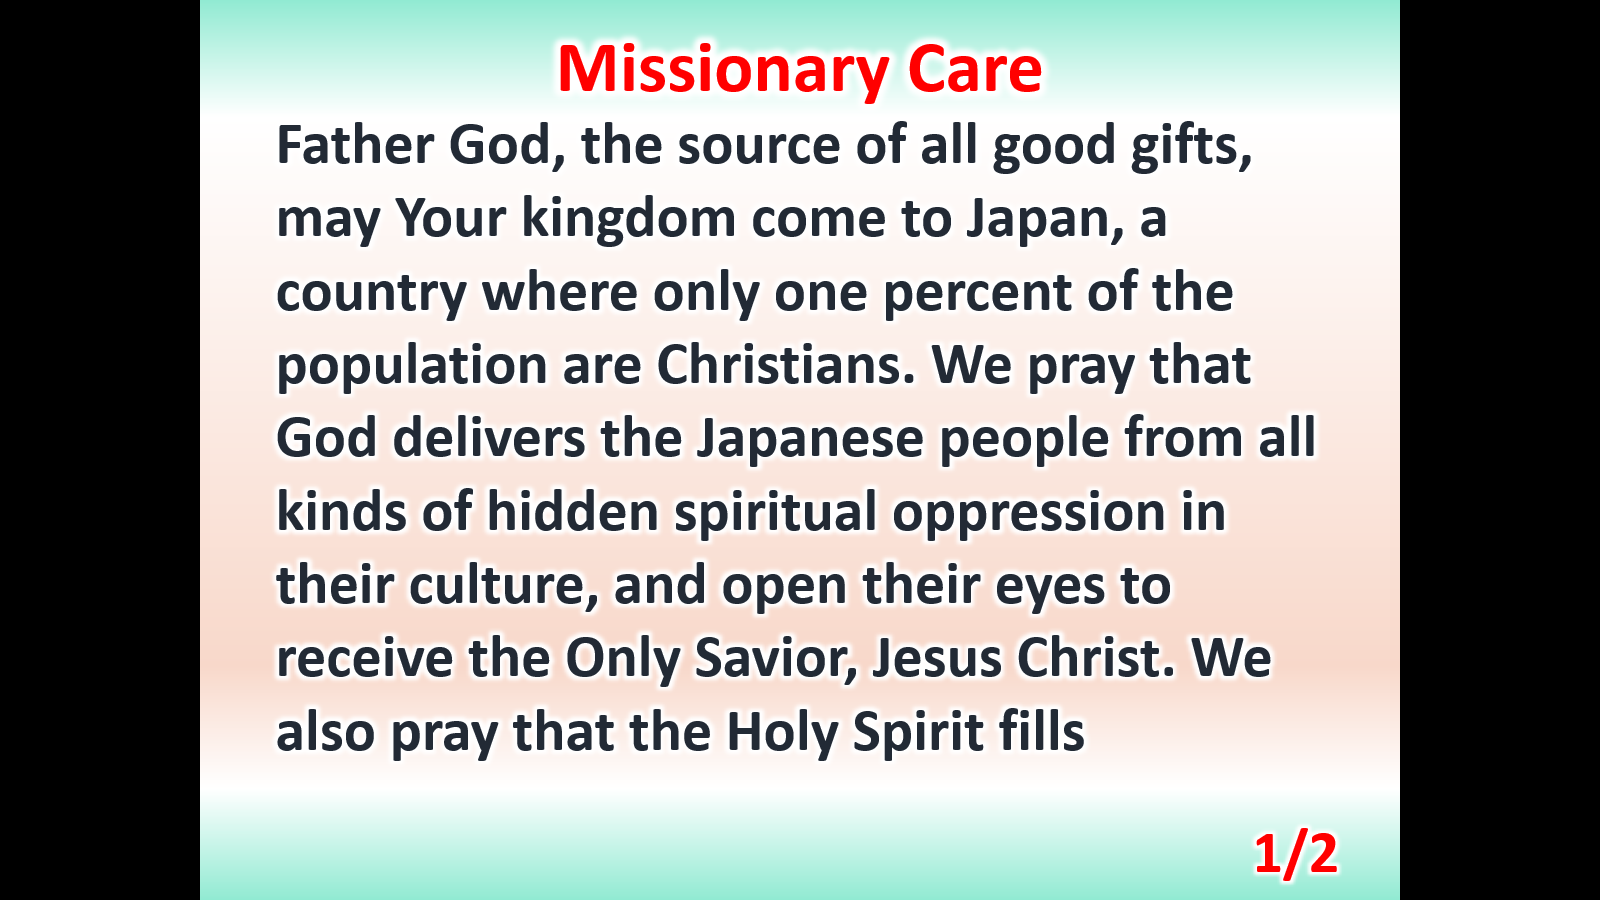 Missionary Care
Father God, the source of all good gifts,
may Your kingdom come to Japan, a
country where only one percent of the
population are Christians. We pray that
God delivers the Japanese people from all
kinds of hidden spiritual oppression in
their culture, and open their eyes to
receive the Only Savior, Jesus Christ. We
also pray that the Holy Spirit fills
1/2